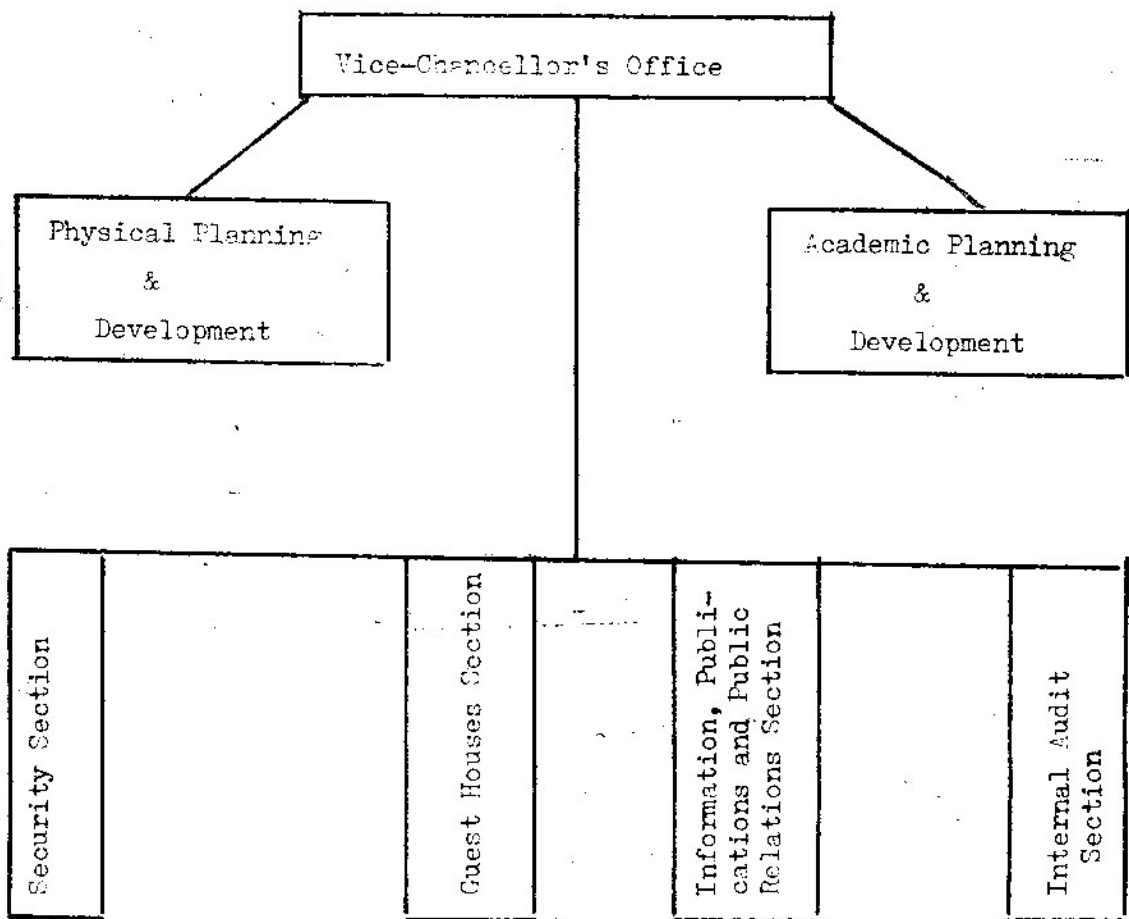 Vice-Chancellor's Office
Physical Planning
&
Development
Academic Planning
&
Development
Security Section
Guest Houses Section
Information, Publi-
cations and Public
Relations Section
Internal Audit
Section